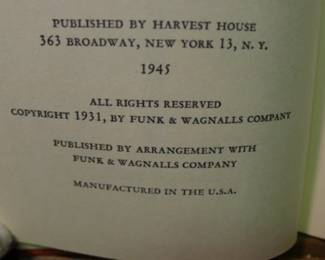 PUBLISHED BY HARVEST HOUSE
363 BROADWAY, NEW YORK 13, N. Y.
1945
ALL RIGHTS RESERVED
COPYRIGHT 1931, BY FUNK & WAGNALLS COMPANY
PUBLISHED BY ARRANGEMENT WITH
FUNK & WAGNALLS COMPANY
MANUFACTURED IN THE U.S.A.